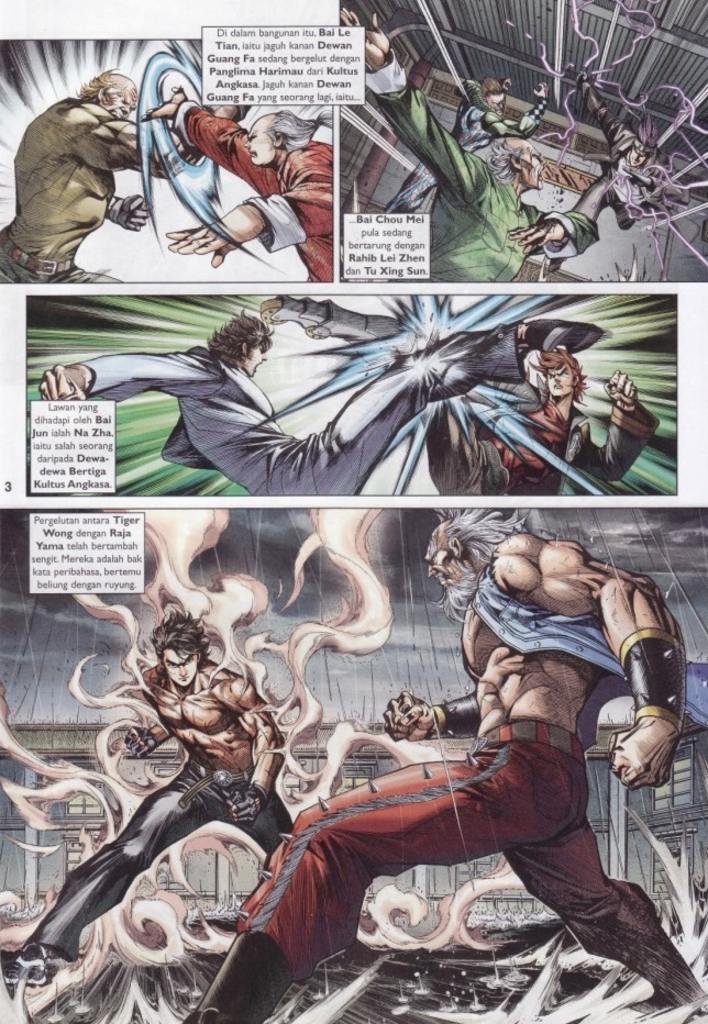 Di dalam bangunan itu, Bai Le
Tian, iaitu jaguh kanan Dewan
Guang Fa sedang bergelut dengan
Panglima Harimau dari Kultus
Angkasa. Jaguh kanan Dewan
Guang Fa yang seorang lagi, iaitu...
...Bai Chou Mei
pula sedang
bertarung dengan
Rahib Lei Zhen
dan Tu Xing Sun.
Lawan yang
dihadapi oleh Bai
Jun ialah Na Zha,
iaitu salah seorang
daripada Dewa-
dewa Bertiga
Kultus Angkasa.
3
Pergelutan antara Tiger
Wong dengan Raja
Yama telah bertambah
sengit. Mereka adalah bak
kata peribahasa, bertemu
beliung dengan ruyung.